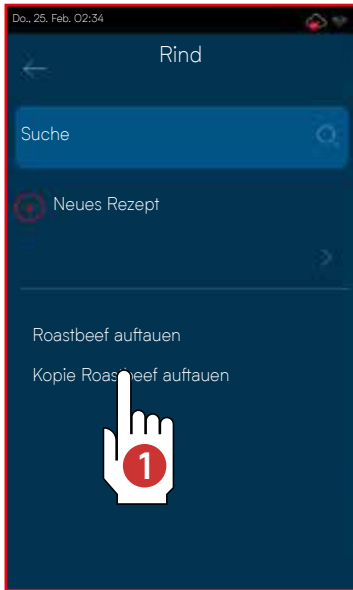 Do., 25. Feb. 02:34
Rind
Suche
Neues Rezept
Roastbeef auftauen
Kopie Roastbeef auftauen
1